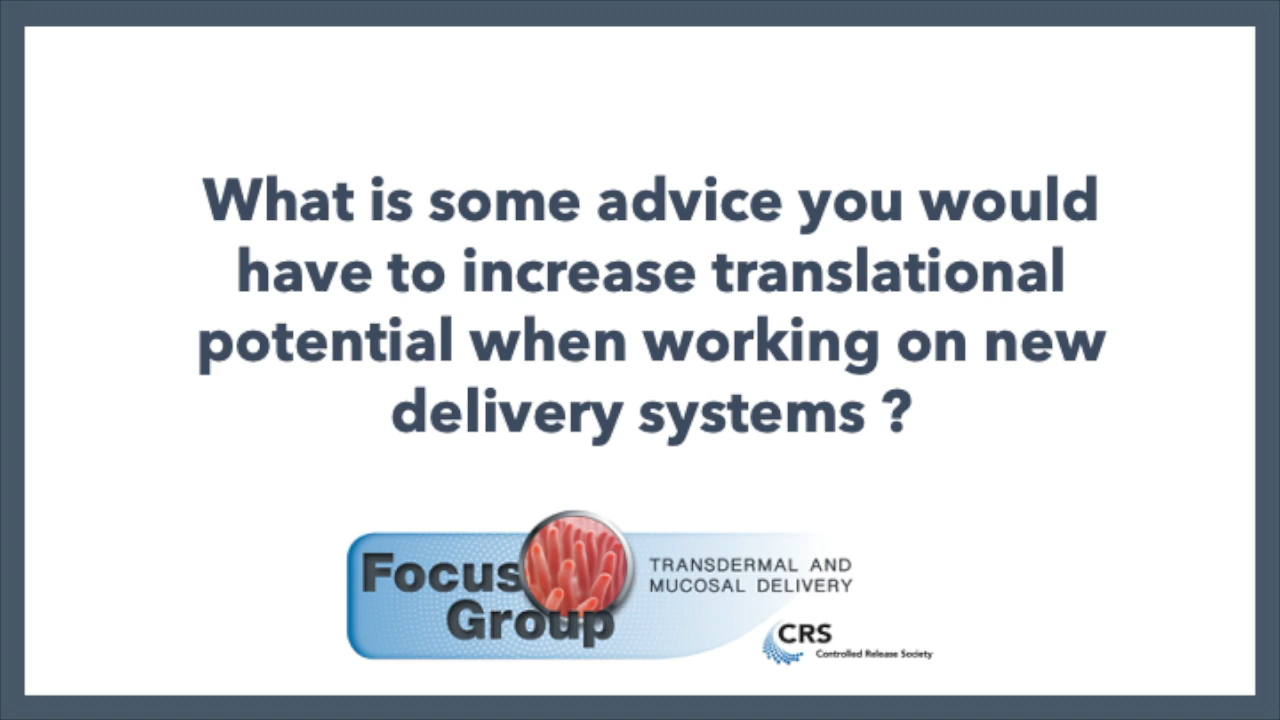 What is some advice you would
have to increase translational
potential when working on new
delivery systems ?
Focus
Group
TRANSDERMAL AND
MUCOSAL DELIVERY
CRS
Controlled Release Society